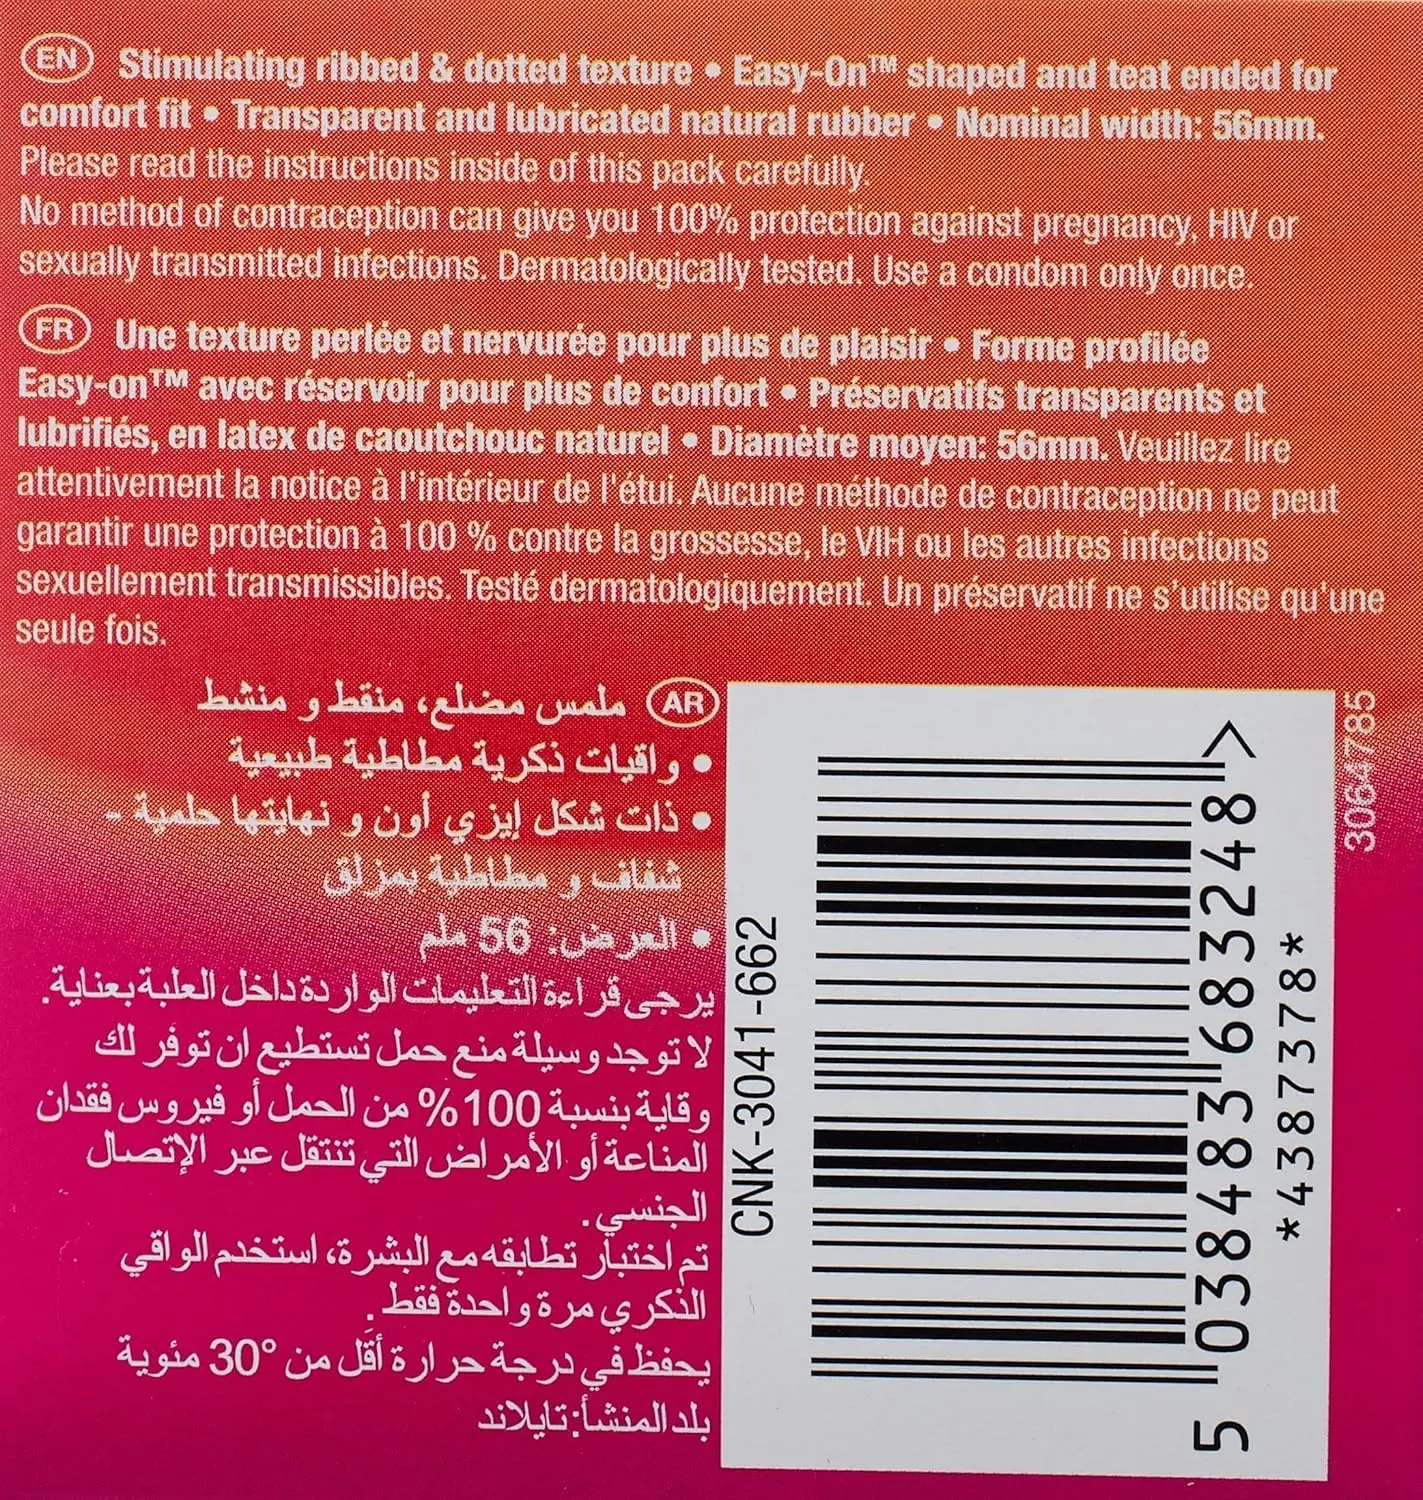 EN Stimulating ribbed & dotted texture • Easy-On™ shaped and teat ended for
comfort fit • Transparent and lubricated natural rubber • Nominal width: 56mm.
Please read the instructions inside of this pack carefully.
No method of contraception can give you 100% protection against pregnancy, HIV or
sexually transmitted infections. Dermatologically tested. Use a condom only once.
FR Une texture perlée et nervurée pour plus de plaisir • Forme profilée
Easy-on™ avec réservoir pour plus de confort • Préservatifs transparents et
lubrifiés, en latex de caoutchouc naturel • Diamètre moyen: 56mm. Veuillez lire
attentivement la notice à l'intérieur de l'étui. Aucune méthode de contraception ne peut
garantir une protection à 100 % contre la grossesse, le VIH ou les autres infections
sexuellement transmissibles. Testé dermatologiquement. Un préservatif ne s'utilise qu'une
seule fois.
AR ملمس مضلع، منقط و منشط
• واقيات ذكرية مطاطية طبيعية
• ذات شكل إيزي أون و نهايتها حلمية -
شفاف و مطاطية بمزلق
• العرض: 56 ملم
يرجى قراءة التعليمات الواردة داخل العلبة بعناية.
لا توجد وسيلة منع حمل تستطيع ان توفر لك
وقاية بنسبة 100% من الحمل أو فيروس فقدان
المناعة أو الأمراض التي تنتقل عبر الإتصال
الجنسي.
تم اختبار تطابقه مع البشرة، استخدم الواقي
الذكري مرة واحدة فقط.
يحفظ في درجة حرارة أقل من °30 مئوية
بلد المنشأ: تايلاند
CNK-3041-662
5 038483 683248 >
*4387378*
3064785